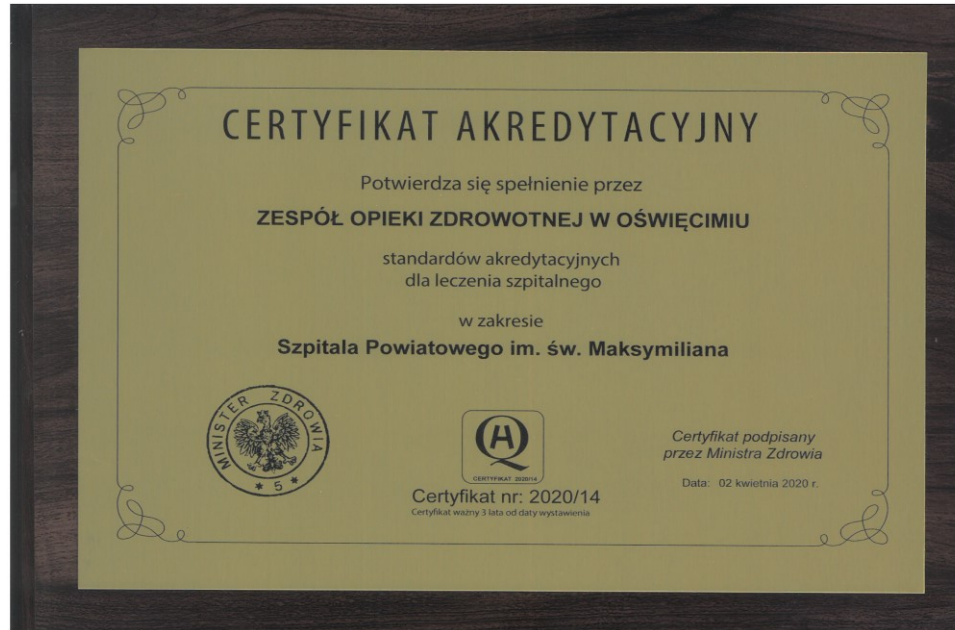 CERTYFIKAT AKREDYTACYJNY
Potwierdza się spełnienie przez
ZESPÓŁ OPIEKI ZDROWOTNEJ W OŚWIĘCIMIU
standardów akredytacyjnych
dla leczenia szpitalnego
w zakresie
Szpitala Powiatowego im. św. Maksymiliana
MINISTER ZDROWIA
* 5 *
HQ
CERTYFIKAT 2020/14
Certyfikat nr: 2020/14
Certyfikat ważny 3 lata od daty wystawienia
Certyfikat podpisany
przez Ministra Zdrowia
Data: 02 kwietnia 2020 r.